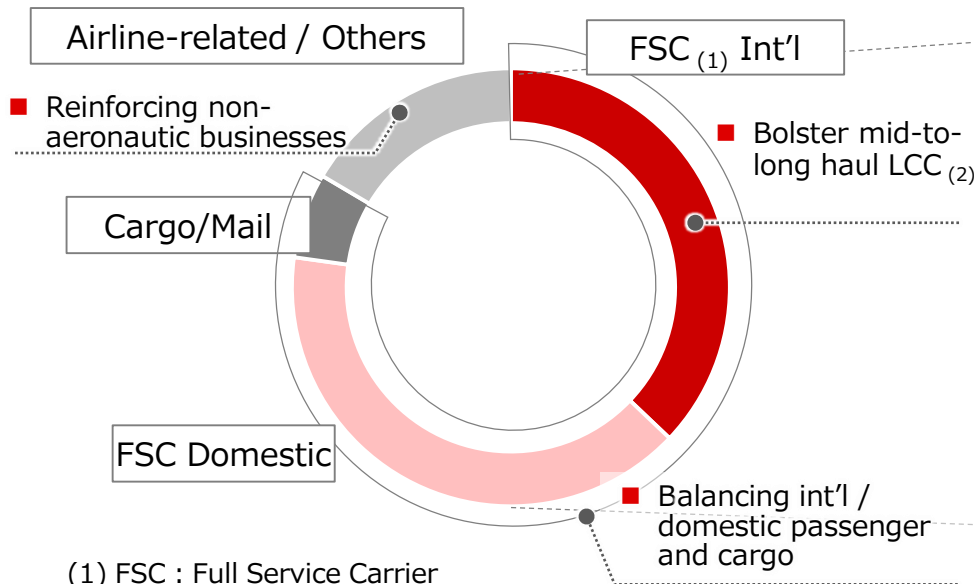 Airline-related / Others
FSC (1) Int'l
■ Reinforcing non-
aeronautic businesses
■ Bolster mid-to-
long haul LCC (2)
Cargo/Mail
FSC Domestic
■ Balancing int'l /
domestic passenger
and cargo
(1) FSC : Full Service Carrier